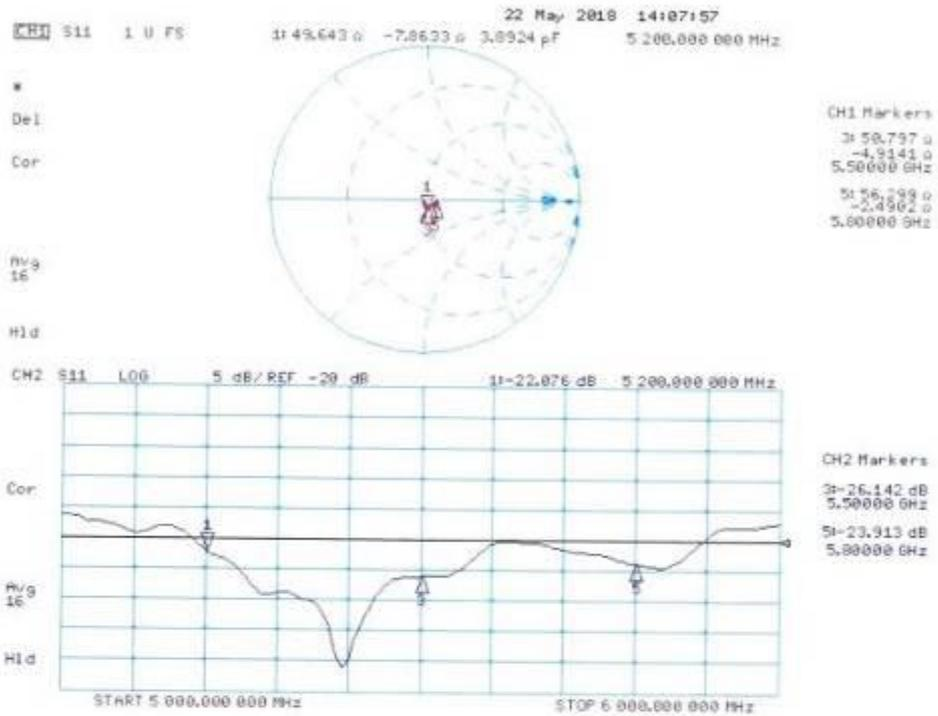 22 May 2018 14:07:57
CH1 S11 1 U FS 1: 49.643 Ω -7.8633 Ω 3.8924 pF 5 200.000 000 MHz
*
Del
Cor
Avg
16
Hld
CH1 Markers
3: 50.797 Ω
-4.9141 Ω
5.50000 GHz
5: 56.299 Ω
-2.4902 Ω
5.80000 GHz
1
CH2 S11 LOG 5 dB/REF -20 dB 1:-22.076 dB 5 200.000 000 MHz
Cor
Avg
16
Hld
CH2 Markers
3:-26.142 dB
5.50000 GHz
5:-23.913 dB
5.80000 GHz
1
3
5
START 5 000.000 000 MHz STOP 6 000.000 000 MHz